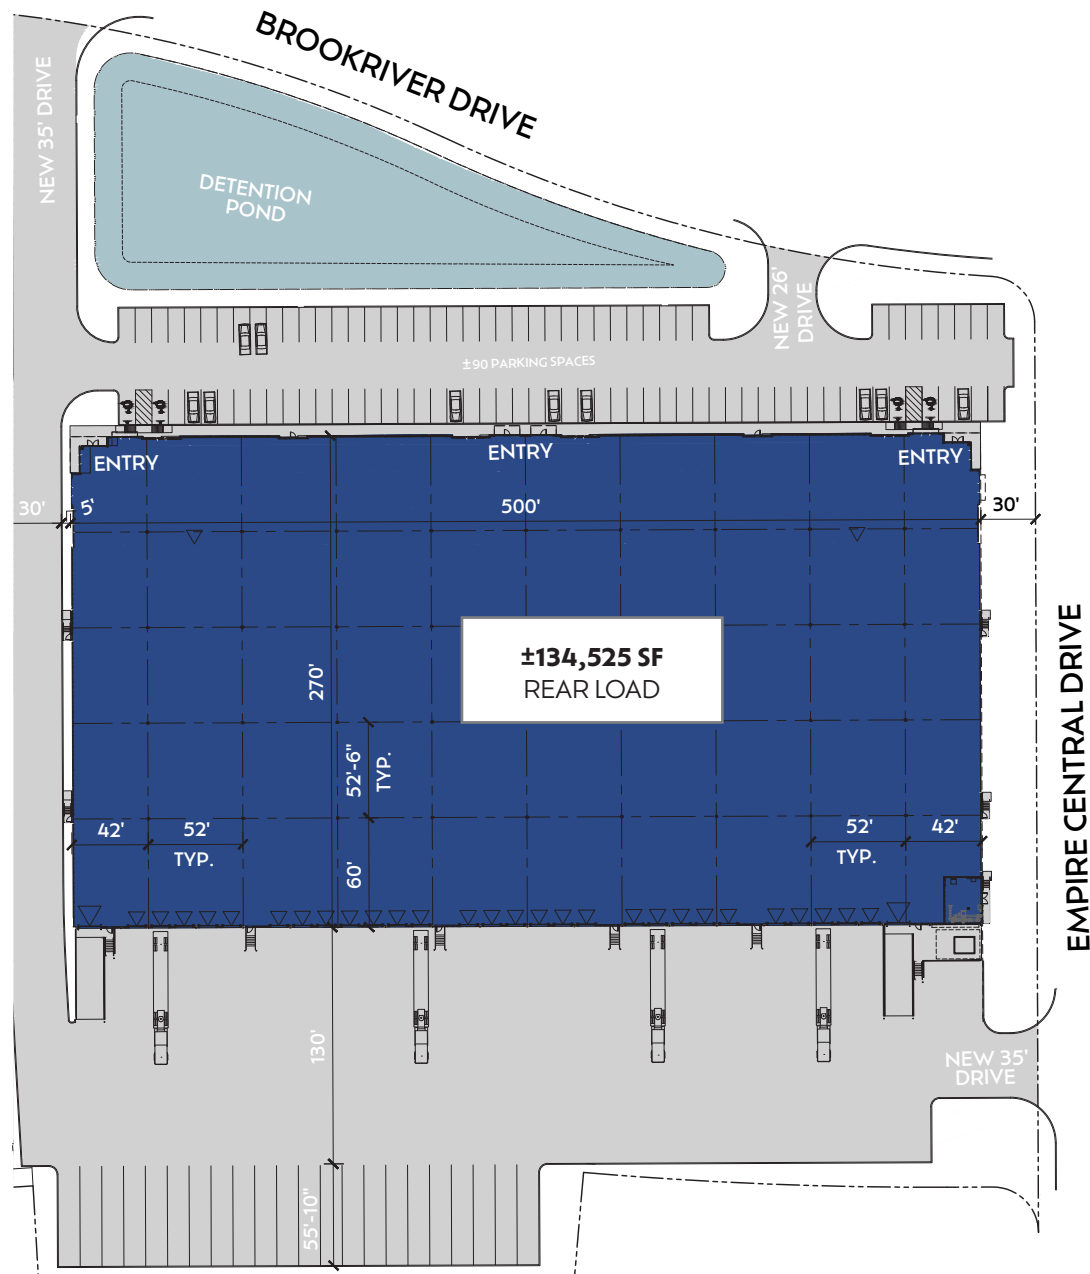 BROOKRIVER DRIVE
NEW 35' DRIVE
DETENTION
POND
NEW 26'
DRIVE
±90 PARKING SPACES
ENTRY
ENTRY
ENTRY
30'
5'
500'
30'
±134,525 SF
REAR LOAD
270'
52'-6"
TYP.
EMPIRE CENTRAL DRIVE
42'
52'
TYP.
52'
TYP.
42'
60'
130'
NEW 35'
DRIVE
55'-10"